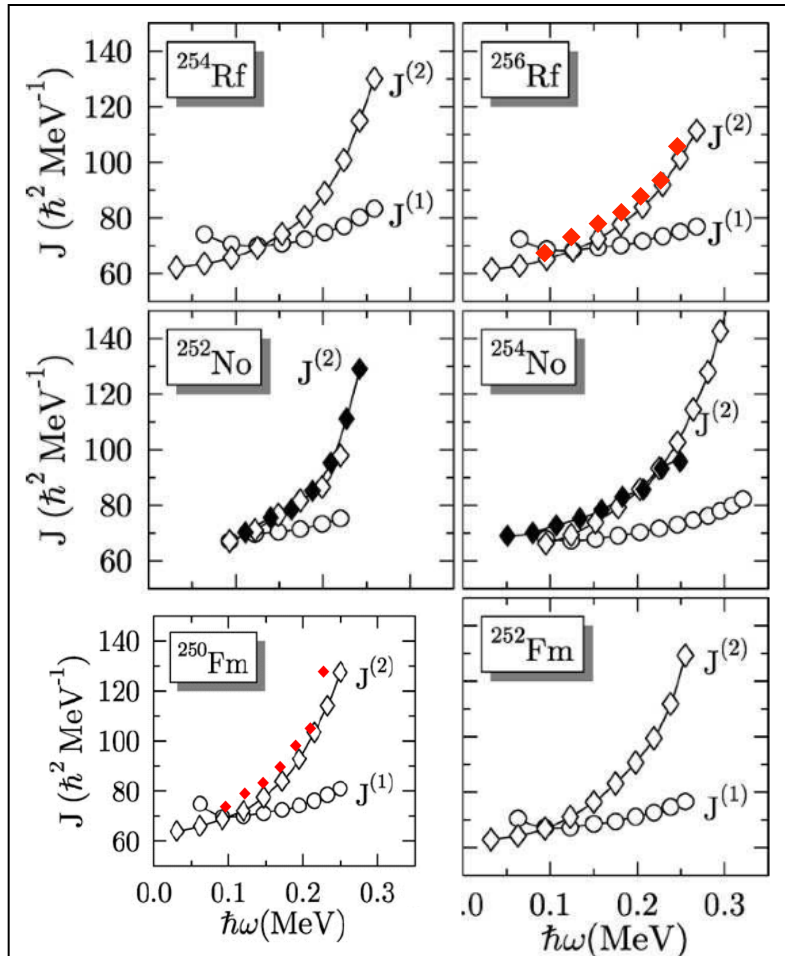 140
120
100
80
60
J (ℏ² MeV⁻¹)
²⁵⁴Rf
J⁽²⁾
J⁽¹⁾
²⁵⁶Rf
J⁽²⁾
J⁽¹⁾
140
120
100
80
60
J (ℏ² MeV⁻¹)
²⁵²No
J⁽²⁾
²⁵⁴No
J⁽²⁾
140
120
100
80
60
J (ℏ² MeV⁻¹)
²⁵⁰Fm
J⁽²⁾
J⁽¹⁾
²⁵²Fm
J⁽²⁾
J⁽¹⁾
0.0 0.1 0.2 0.3
ℏω(MeV)
.0 0.1 0.2 0.3
ℏω(MeV)